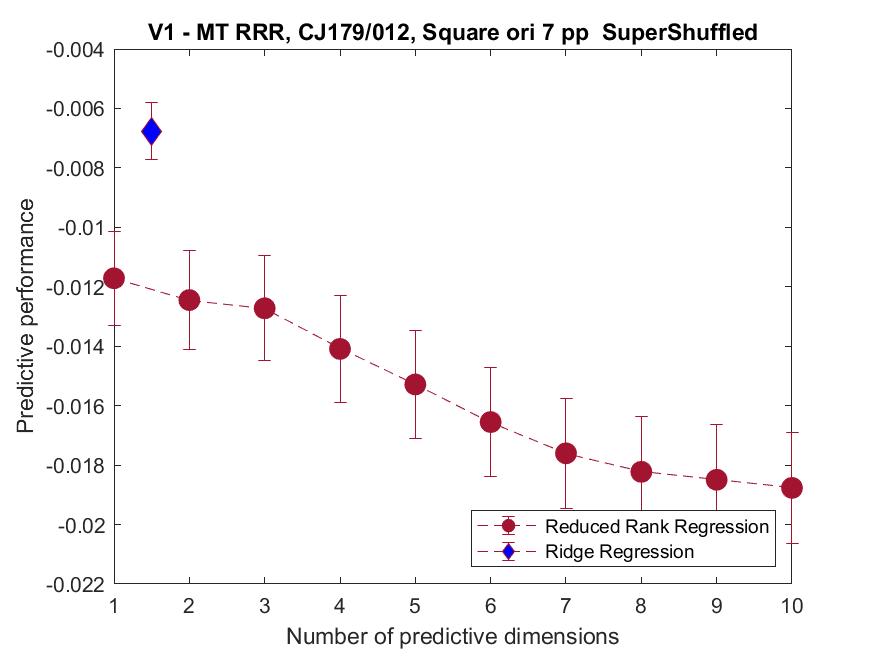 V1 - MT RRR, CJ179/012, Square ori 7 pp  SuperShuffled
-0.004
-0.006
-0.008
-0.01
-0.012
-0.014
-0.016
-0.018
-0.02
-0.022
Predictive performance
Reduced Rank Regression
Ridge Regression
1 2 3 4 5 6 7 8 9 10
Number of predictive dimensions